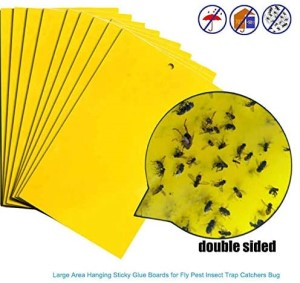 double sided
Large Area Hanging Sticky Glue Boards for Fly Pest Insect Trap Catchers Bug